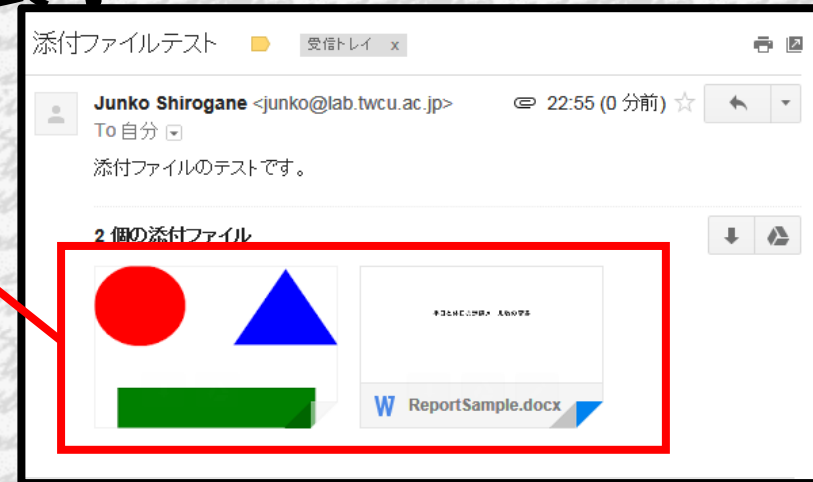 添付ファイルテスト 受信トレイ x
Junko Shirogane <junko@lab.twcu.ac.jp> 22:55 (0 分前)
To 自分
添付ファイルのテストです。
2 個の添付ファイル
W ReportSample.docx